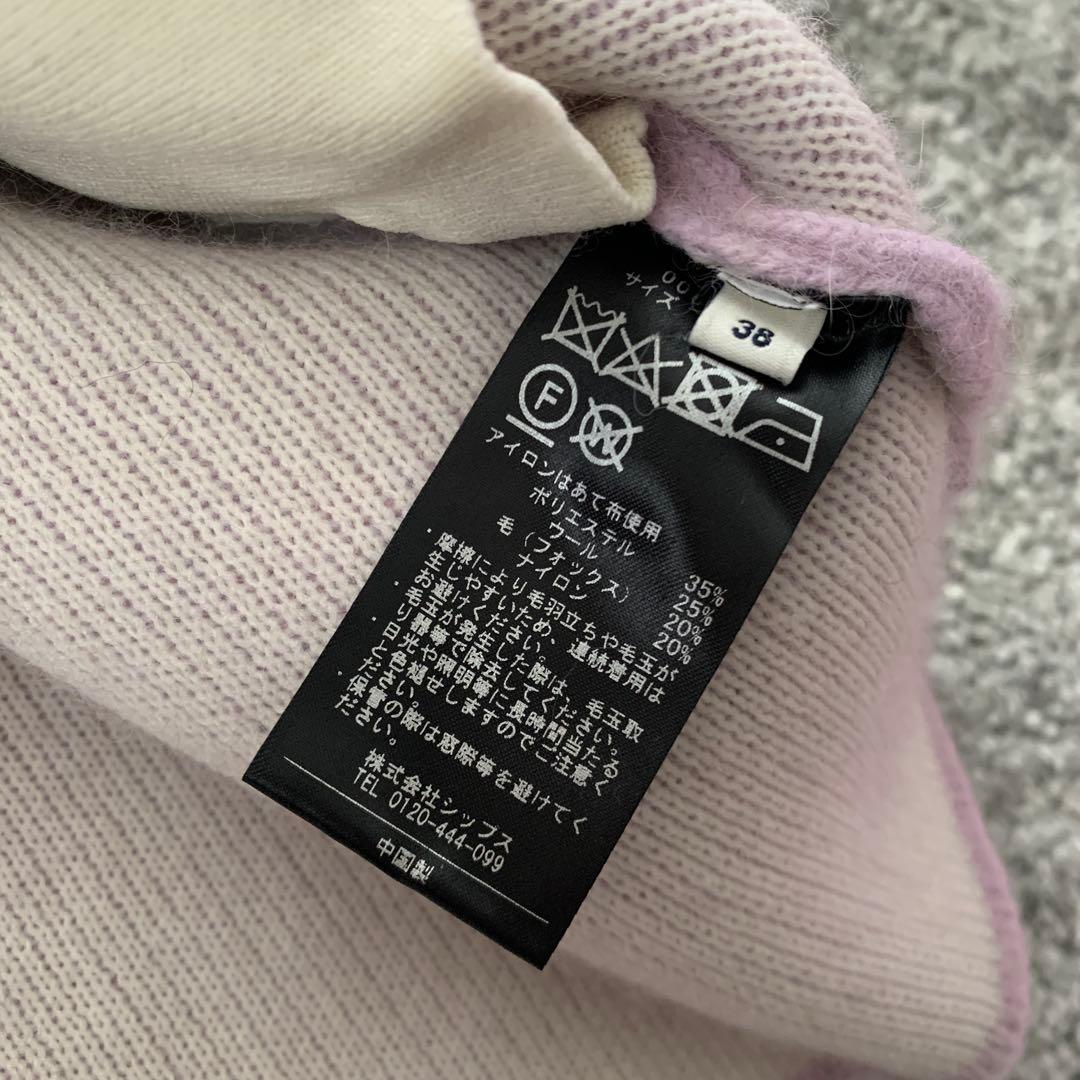 サイズ
38
F
W
アイロンはあて布使用
ポリエステル 35%
ウール 25%
毛(フォックス) 20%
ナイロン 20%
・摩擦により毛羽立ちや毛玉が
生じやすいため、連続着用は
お避けください。
・毛玉が発生した際は、毛玉取
り器等で除去してください。
・日光や照明等に長時間当たる
と色褪せしますのでご注意く
ださい。
・保管の際は窓際等を避けてく
ださい。
株式会社シップス
TEL 0120-444-099
中国製